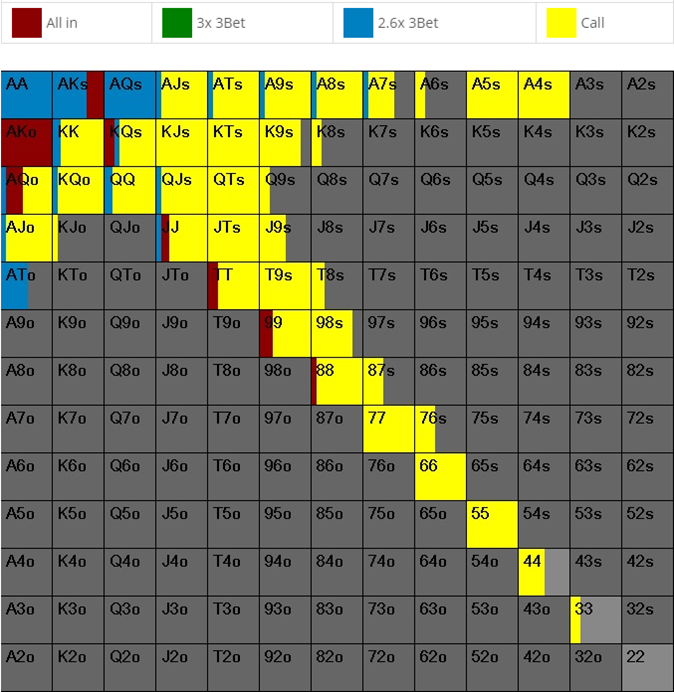 All in 3x 3Bet 2.6x 3Bet Call
AA AKs AQs AJs ATs A9s A8s A7s A6s A5s A4s A3s A2s
AKo KK KQs KJs KTs K9s K8s K7s K6s K5s K4s K3s K2s
AQo KQo QQ QJs QTs Q9s Q8s Q7s Q6s Q5s Q4s Q3s Q2s
AJo KJo QJo JJ JTs J9s J8s J7s J6s J5s J4s J3s J2s
ATo KTo QTo JTo TT T9s T8s T7s T6s T5s T4s T3s T2s
A9o K9o Q9o J9o T9o 99 98s 97s 96s 95s 94s 93s 92s
A8o K8o Q8o J8o T8o 98o 88 87s 86s 85s 84s 83s 82s
A7o K7o Q7o J7o T7o 97o 87o 77 76s 75s 74s 73s 72s
A6o K6o Q6o J6o T6o 96o 86o 76o 66 65s 64s 63s 62s
A5o K5o Q5o J5o T5o 95o 85o 75o 65o 55 54s 53s 52s
A4o K4o Q4o J4o T4o 94o 84o 74o 64o 54o 44 43s 42s
A3o K3o Q3o J3o T3o 93o 83o 73o 63o 53o 43o 33 32s
A2o K2o Q2o J2o T2o 92o 82o 72o 62o 52o 42o 32o 22